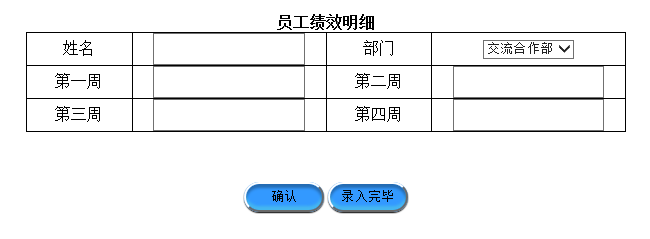 员工绩效明细
姓名 部门 交流合作部
第一周 第二周
第三周 第四周
确认 录入完毕